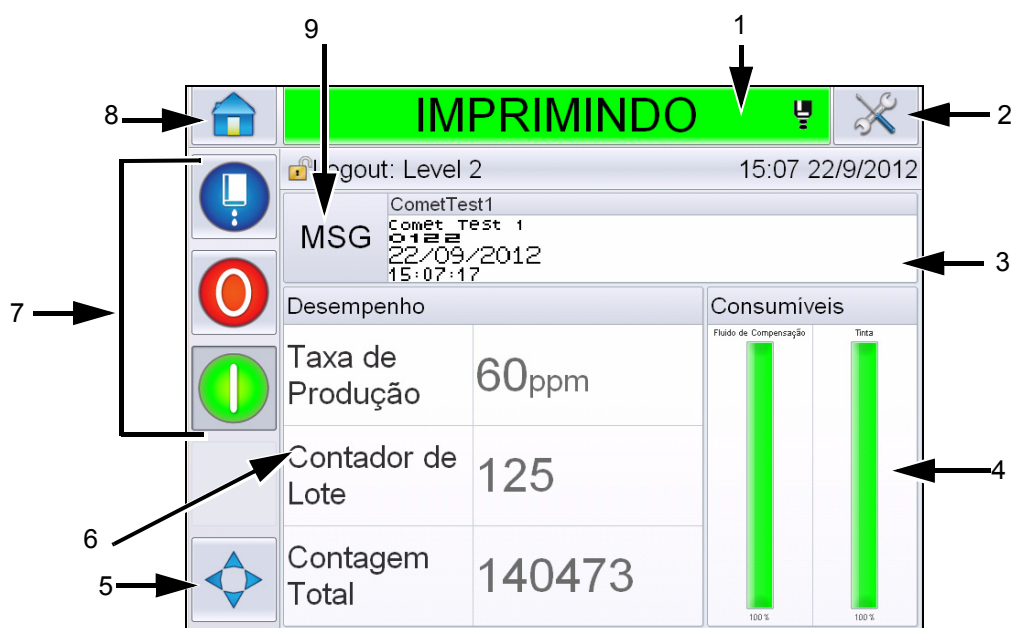 9
1
8
IMPRIMINDO
2
Logout: Level 2
15:07 22/9/2012
CometTest1
MSG
Comet Test 1
0122
22/09/2012
15:07:17
3
7
Desempenho
Consumíveis
Fluido de Compensação
Tinta
Taxa de
Produção
60ppm
Contador de
Lote
125
4
6
Contagem
Total
140473
5
100 %
100 %